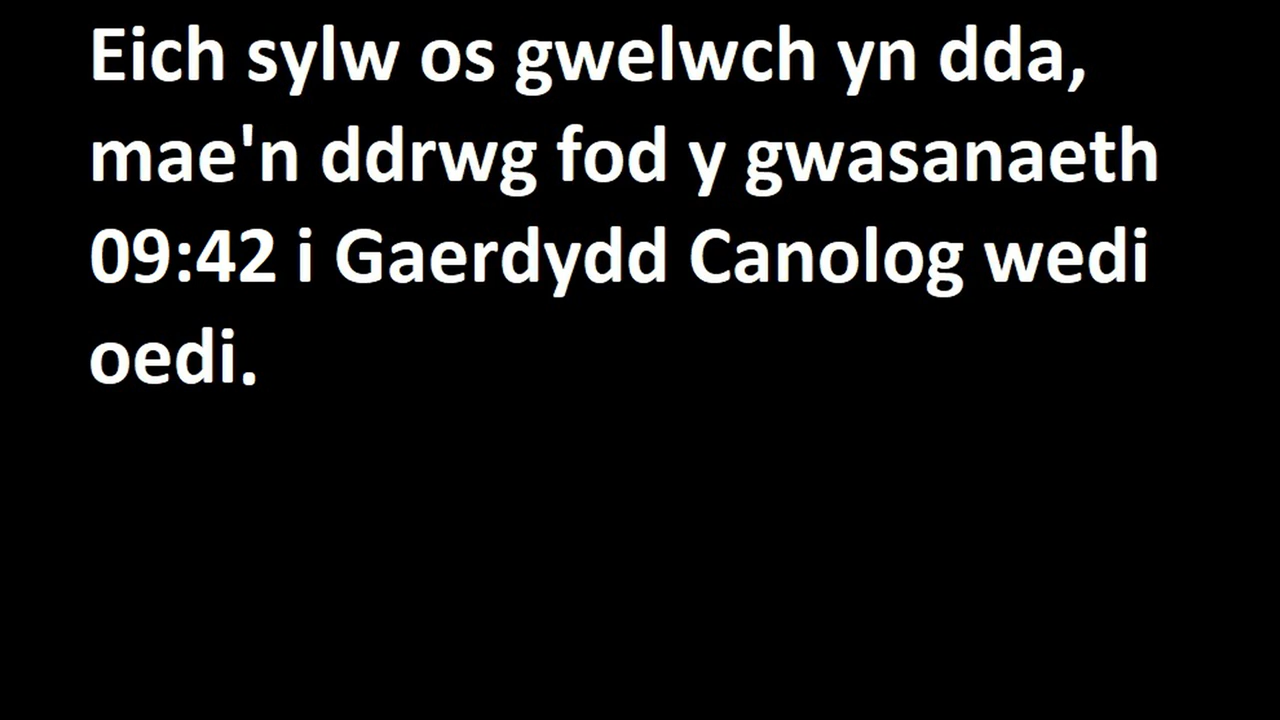 Eich sylw os gwelwch yn dda,
mae'n ddrwg fod y gwasanaeth
09:42 i Gaerdydd Canolog wedi
oedi.